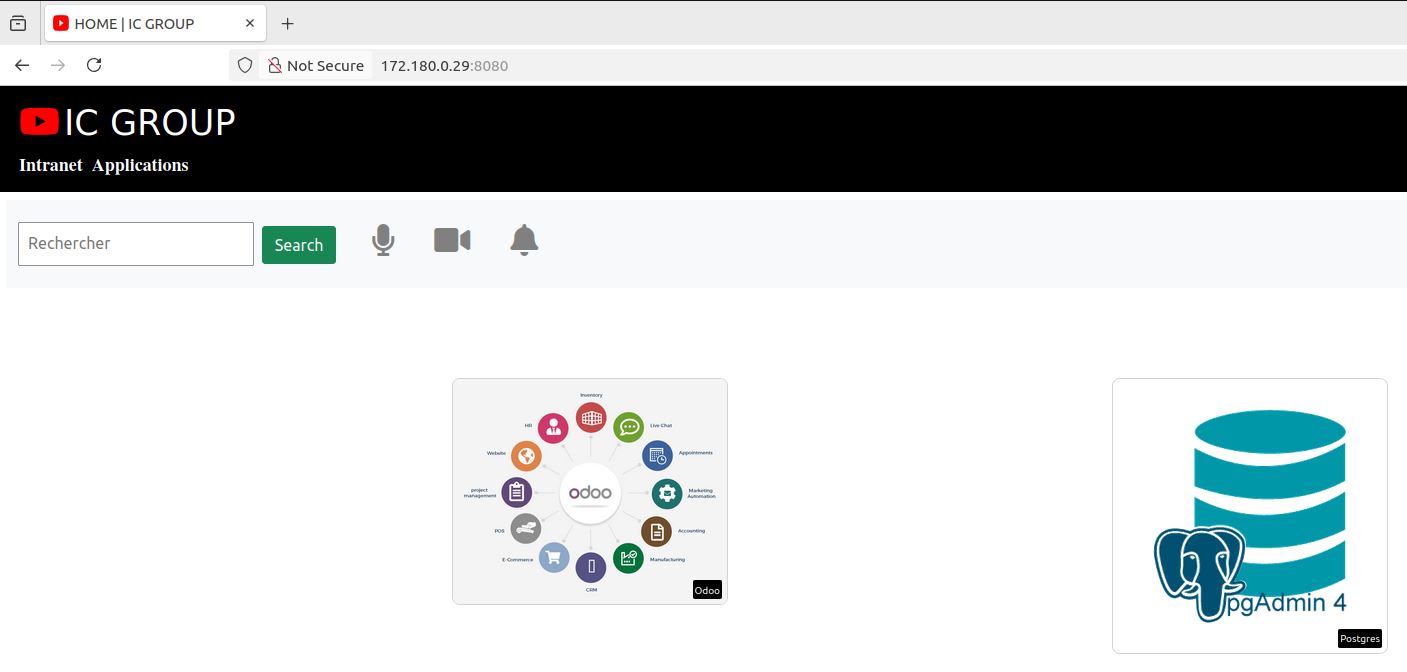 HOME | IC GROUP
Not Secure 172.180.0.29:8080
IC GROUP
Intranet Applications
Rechercher
Search
Inventory
HR
Live Chat
Website
Appointments
project
management
odoo
Marketing
Automation
POS
Accounting
E-Commerce
Manufacturing
CRM
Odoo
pgAdmin 4
Postgres